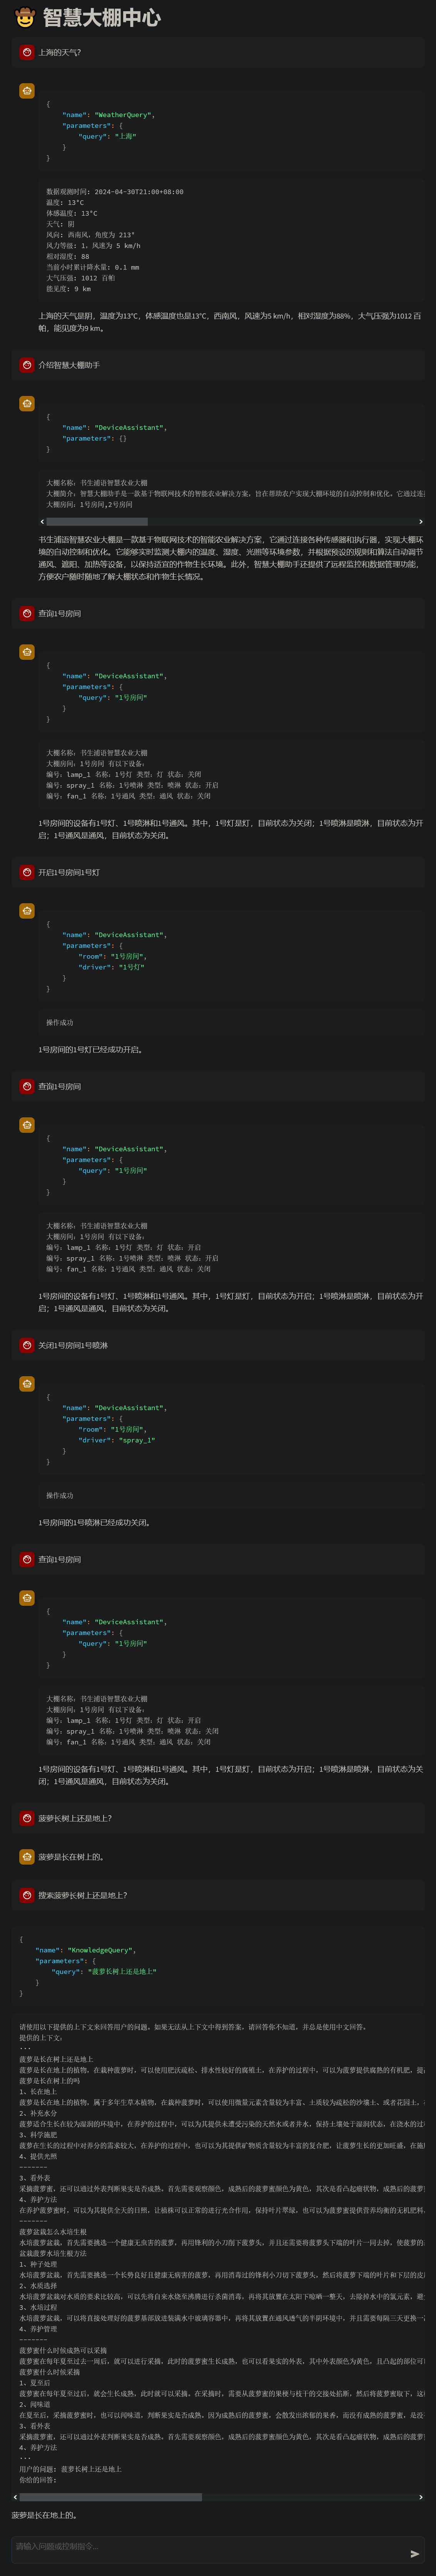 智慧大棚中心
上海的天气?
{
"name": "WeatherQuery",
"parameters": {
"query": "上海"
}
}
数据观测时间: 2024-04-30T21:00+08:00
温度: 13°C
体感温度: 13°C
天气: 阴
风向: 西南风，角度为 213°
风力等级: 1，风速为 5 km/h
相对湿度: 88
当前小时累计降水量: 0.1 mm
大气压强: 1012 百帕
能见度: 9 km
上海的天气是阴，温度为13°C，体感温度也是13°C，西南风，风速为5 km/h，相对湿度为88%，大气压强为1012 百
帕，能见度为9 km。
介绍智慧大棚助手
{
"name": "DeviceAssistant",
"parameters": {}
}
大棚名称：书生浦语智慧农业大棚
大棚简介：智慧大棚助手是一款基于物联网技术的智能农业解决方案，旨在帮助农户实现大棚环境的自动控制和优化。它通过连
大棚房间：1号房间,2号房间
书生浦语智慧农业大棚是一款基于物联网技术的智能农业解决方案，它通过连接各种传感器和执行器，实现大棚环
境的自动控制和优化。它能够实时监测大棚内的温度、湿度、光照等环境参数，并根据预设的规则和算法自动调节
通风、遮阳、加热等设备，以保持适宜的作物生长环境。此外，智慧大棚助手还提供了远程监控和数据管理功能，
方便农户随时随地了解大棚状态和作物生长情况。
查询1号房间
{
"name": "DeviceAssistant",
"parameters": {
"query": "1号房间"
}
}
大棚名称：书生浦语智慧农业大棚
大棚房间：1号房间 有以下设备：
编号：lamp_1 名称：1号灯 类型：灯 状态：关闭
编号：spray_1 名称：1号喷淋 类型：喷淋 状态：开启
编号：fan_1 名称：1号通风 类型：通风 状态：关闭
1号房间的设备有1号灯、1号喷淋和1号通风。其中，1号灯是灯，目前状态为关闭；1号喷淋是喷淋，目前状态为开
启；1号通风是通风，目前状态为关闭。
开启1号房间1号灯
{
"name": "DeviceAssistant",
"parameters": {
"room": "1号房间",
"driver": "1号灯"
}
}
操作成功
1号房间的1号灯已经成功开启。
查询1号房间
{
"name": "DeviceAssistant",
"parameters": {
"query": "1号房间"
}
}
大棚名称：书生浦语智慧农业大棚
大棚房间：1号房间 有以下设备：
编号：lamp_1 名称：1号灯 类型：灯 状态：开启
编号：spray_1 名称：1号喷淋 类型：喷淋 状态：开启
编号：fan_1 名称：1号通风 类型：通风 状态：关闭
1号房间的设备有1号灯、1号喷淋和1号通风。其中，1号灯是灯，目前状态为开启；1号喷淋是喷淋，目前状态为开
启；1号通风是通风，目前状态为关闭。
关闭1号房间1号喷淋
{
"name": "DeviceAssistant",
"parameters": {
"room": "1号房间",
"driver": "spray_1"
}
}
操作成功
1号房间的1号喷淋已经成功关闭。
查询1号房间
{
"name": "DeviceAssistant",
"parameters": {
"query": "1号房间"
}
}
大棚名称：书生浦语智慧农业大棚
大棚房间：1号房间 有以下设备：
编号：lamp_1 名称：1号灯 类型：灯 状态：开启
编号：spray_1 名称：1号喷淋 类型：喷淋 状态：关闭
编号：fan_1 名称：1号通风 类型：通风 状态：关闭
1号房间的设备有1号灯、1号喷淋和1号通风。其中，1号灯是灯，目前状态为开启；1号喷淋是喷淋，目前状态为关
闭；1号通风是通风，目前状态为关闭。
菠萝长树上还是地上?
菠萝是长在树上的。
搜索菠萝长树上还是地上?
{
"name": "KnowledgeQuery",
"parameters": {
"query": "菠萝长树上还是地上"
}
}
请使用以下提供的上下文来回答用户的问题。如果无法从上下文中得到答案，请回答你不知道，并总是使用中文回答。
提供的上下文：
···
菠萝是长在树上还是地上
菠萝是长在地上的植物，在栽种菠萝时，可以使用肥沃疏松、排水性较好的腐殖土，在养护的过程中，可以为菠萝提供腐熟的有机肥，提
菠萝是长在树上的吗
1、长在地上
菠萝是长在地上的植物，属于多年生草本植物，在栽种菠萝时，可以使用微量元素含量较为丰富、土质较为疏松的沙壤土，或者花园土，
2、补充水分
菠萝适合生长在较为湿润的环境中，在养护的过程中，可以为其提供未遭受污染的天然水或者井水，保持土壤处于湿润状态，在浇水的过
3、科学施肥
菠萝在生长的过程中对养分的需求较大，在养护的过程中，也可以为其提供矿物质含量较为丰富的复合肥，让菠萝生长的更加旺盛，在施
4、提供光照
-------
3、看外表
采摘菠萝蜜，还可以通过外表判断果实是否成熟，首先需要观察颜色，成熟后的菠萝蜜颜色为黄色，其次是看凸起瘤状物，成熟后的菠萝
4、养护方法
在养护菠萝蜜时，可以为其提供全天的日照，让植株可以正常的进行光合作用，保持叶片翠绿，也可以为菠萝蜜提供营养均衡的无机肥料，
-------
菠萝盆栽怎么水培生根
水培菠萝盆栽，首先需要挑选一个健康无虫害的菠萝，再用锋利的小刀削下菠萝头，并且还需要将菠萝头下端的叶片一同去掉，使菠萝的
盆栽菠萝水培生根方法
1、种子处理
水培菠萝盆栽，首先需要挑选一个长势良好且健康无病害的菠萝，再用消毒过的锋利小刀切下菠萝头，然后将菠萝下端的叶片和下层的皮
2、水质选择
水培菠萝盆栽对水质的要求比较高，可以先将自来水烧至沸腾进行杀菌消毒，再将其放置在太阳下晾晒一整天，去除掉水中的氯元素，避
3、水培过程
水培菠萝盆栽，可以将直接处理好的菠萝基部放进装满水中玻璃容器中，再将其放置在通风透气的半阴环境中，并且需要每隔三天更换一
4、养护管理
-------
菠萝蜜什么时候成熟可以采摘
菠萝蜜在每年夏至过去一周后，就可以进行采摘，此时的菠萝蜜生长成熟，也可以看果实的外表，其中外表颜色为黄色，且凸起的部位可
菠萝蜜什么时候采摘
1、夏至后
菠萝蜜在每年夏至过后，就会生长成熟，此时就可以采摘，在采摘时，需要从菠萝蜜的果梗与枝干的交接处掐断，然后将菠萝蜜取下，这
2、闻味道
在夏至后，采摘菠萝蜜时，也可以闻味道，判断果实是否成熟，因为成熟后的菠萝蜜，会散发出浓郁的果香，而没有成熟的菠萝蜜，是没
3、看外表
采摘菠萝蜜，还可以通过外表判断果实是否成熟，首先需要观察颜色，成熟后的菠萝蜜颜色为黄色，其次是看凸起瘤状物，成熟后的菠萝
4、养护方法
···
用户的问题: 菠萝长树上还是地上
你给的回答:
菠萝是长在地上的。
请输入问题或控制指令...